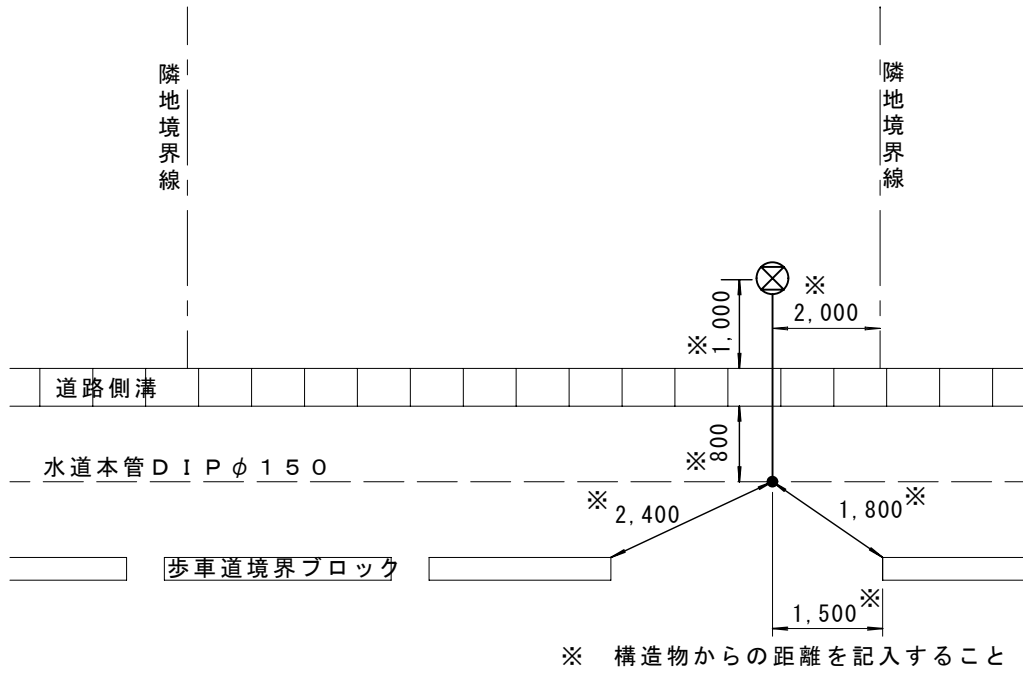 隣地境界線
隣地境界線
※
2,000
※1,000
道路側溝
※800
水道本管ＤＩＰφ１５０
※2,400
1,800※
歩車道境界ブロック
1,500※
※　構造物からの距離を記入すること